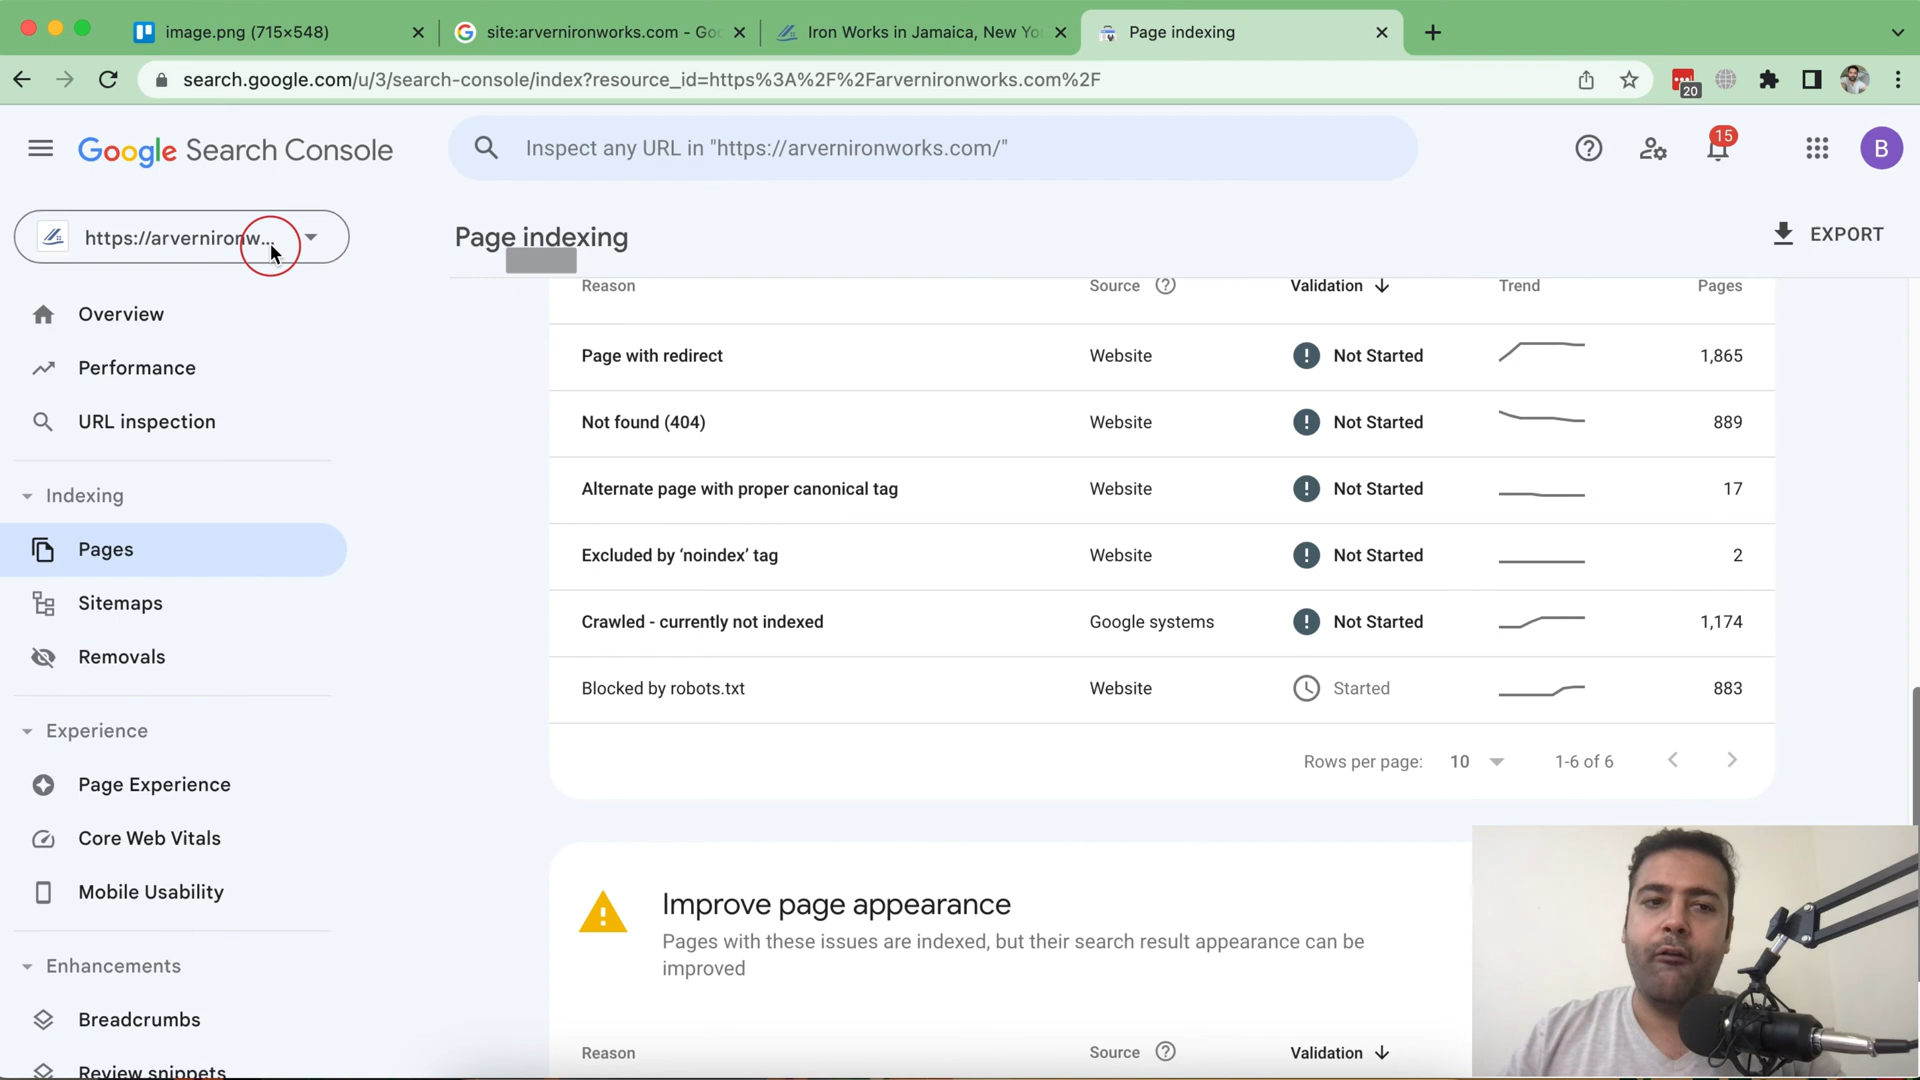 image.png (715×548)
site:arvernironworks.com - Goo
Iron Works in Jamaica, New Yo
Page indexing
search.google.com/u/3/search-console/index?resource_id=https%3A%2F%2Farvernironworks.com%2F
20
Google Search Console
Inspect any URL in "https://arvernironworks.com/"
15
B
https://arvernironw...
Page indexing
EXPORT
Overview
Performance
URL inspection
Indexing
Pages
Sitemaps
Removals
Experience
Page Experience
Core Web Vitals
Mobile Usability
Enhancements
Breadcrumbs
Review snippets
Reason Source Validation Trend Pages
Page with redirect Website Not Started 1,865
Not found (404) Website Not Started 889
Alternate page with proper canonical tag Website Not Started 17
Excluded by ‘noindex’ tag Website Not Started 2
Crawled - currently not indexed Google systems Not Started 1,174
Blocked by robots.txt Website Started 883
Rows per page: 10 1-6 of 6
Improve page appearance
Pages with these issues are indexed, but their search result appearance can be
improved
Reason Source Validation